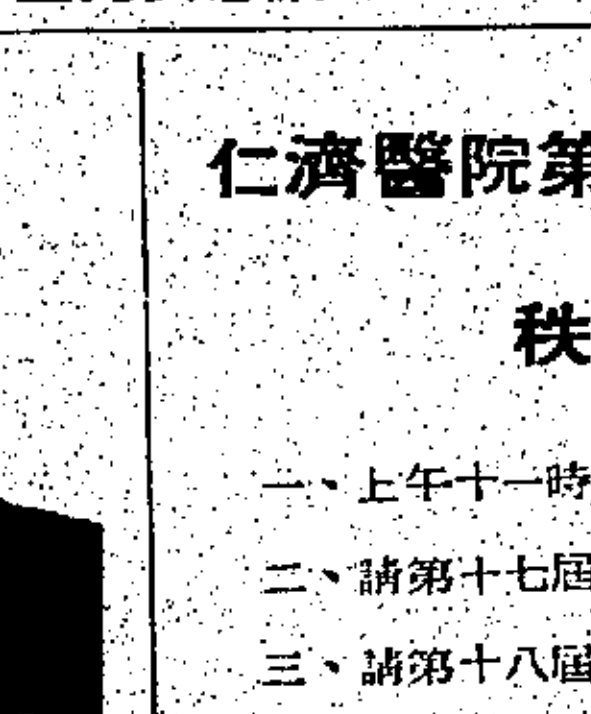 仁濟醫院第
秩
一、上午十一時
二、請第十七屆
三、請第十八屆